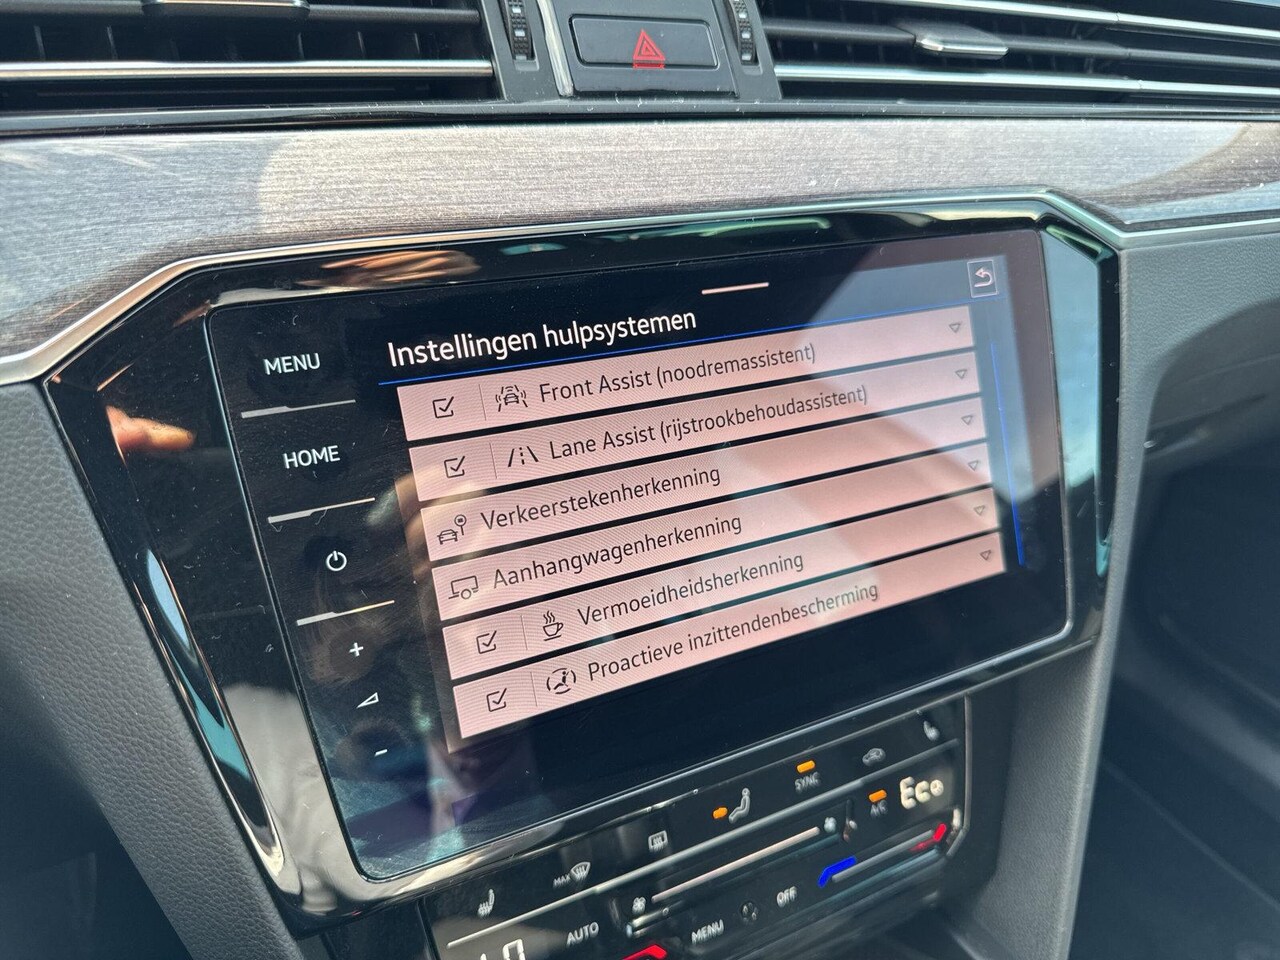 Instellingen hulpsystemen
MENU
Front Assist (noodremassistent)
Lane Assist (rijstrookbehoudassistent)
HOME
Verkeerstekenherkenning
Aanhangwagenherkenning
Vermoeidheidsherkenning
Proactieve inzittendenbescherming
+
-
SYNC
A/C
Eco
MAX
AUTO
MENU
OFF